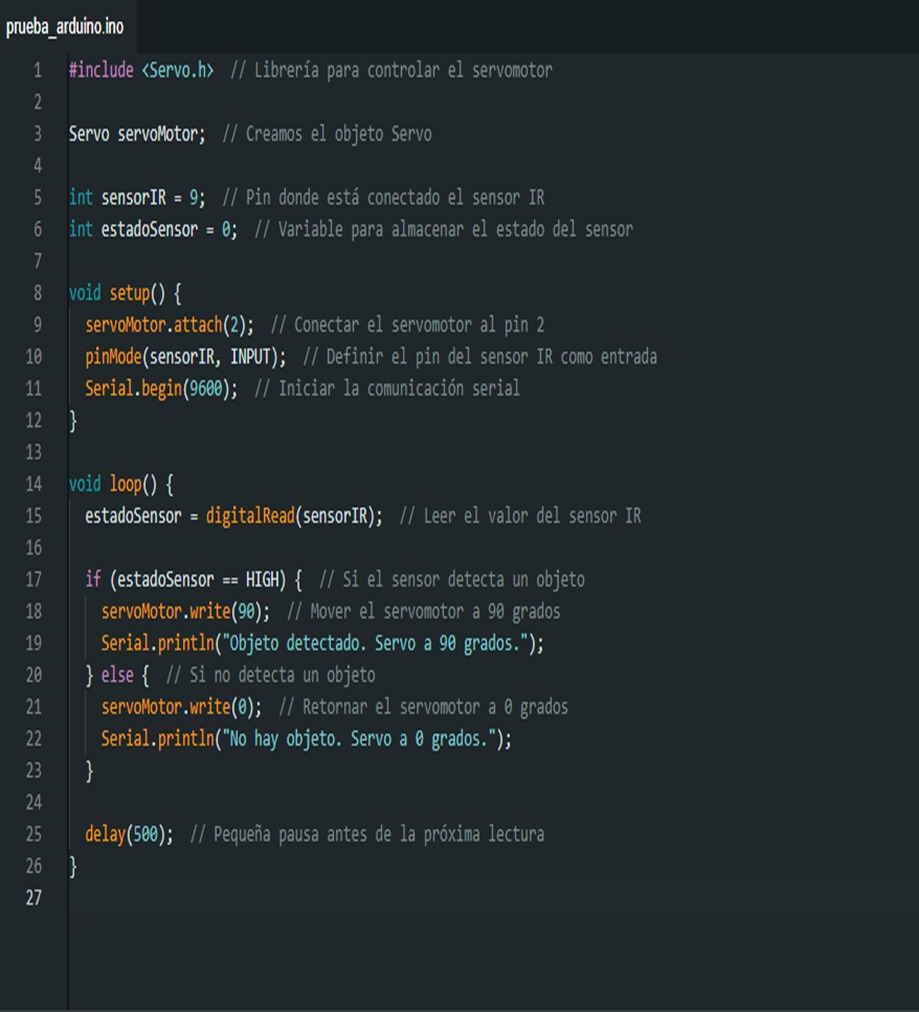 prueba_arduino.ino
1 #include <Servo.h>  // Librería para controlar el servomotor
2
3 Servo servoMotor;  // Creamos el objeto Servo
4
5 int sensorIR = 9;  // Pin donde está conectado el sensor IR
6 int estadoSensor = 0;  // Variable para almacenar el estado del sensor
7
8 void setup() {
9   servoMotor.attach(2);  // Conectar el servomotor al pin 2
10   pinMode(sensorIR, INPUT);  // Definir el pin del sensor IR como entrada
11   Serial.begin(9600);  // Iniciar la comunicación serial
12 }
13
14 void loop() {
15   estadoSensor = digitalRead(sensorIR);  // Leer el valor del sensor IR
16
17   if (estadoSensor == HIGH) {  // Si el sensor detecta un objeto
18     servoMotor.write(90);  // Mover el servomotor a 90 grados
19     Serial.println("Objeto detectado. Servo a 90 grados.");
20   } else {  // Si no detecta un objeto
21     servoMotor.write(0);  // Retornar el servomotor a 0 grados
22     Serial.println("No hay objeto. Servo a 0 grados.");
23   }
24
25   delay(500);  // Pequeña pausa antes de la próxima lectura
26 }
27